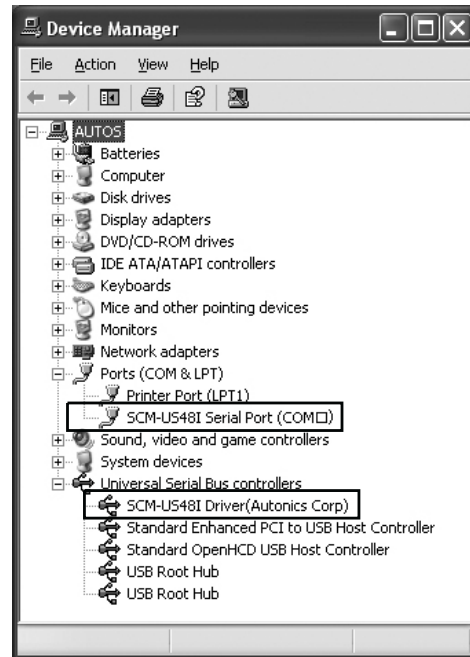 Device Manager
File Action View Help
AUTOS
Batteries
Computer
Disk drives
Display adapters
DVD/CD-ROM drives
IDE ATA/ATAPI controllers
Keyboards
Mice and other pointing devices
Monitors
Network adapters
Ports (COM & LPT)
Printer Port (LPT1)
SCM-US48I Serial Port (COM□)
Sound, video and game controllers
System devices
Universal Serial Bus controllers
SCM-US48I Driver(Autonics Corp)
Standard Enhanced PCI to USB Host Controller
Standard OpenHCD USB Host Controller
USB Root Hub
USB Root Hub